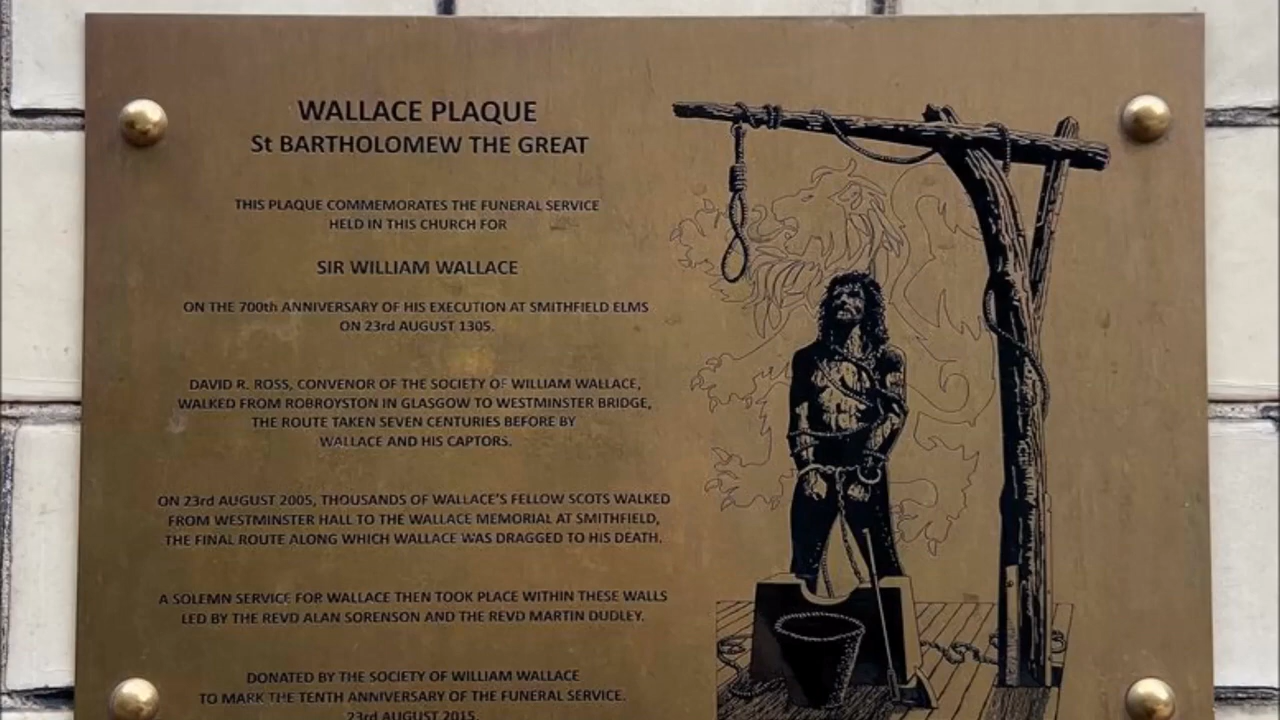 WALLACE PLAQUE
St BARTHOLOMEW THE GREAT
THIS PLAQUE COMMEMORATES THE FUNERAL SERVICE
HELD IN THIS CHURCH FOR
SIR WILLIAM WALLACE
ON THE 700th ANNIVERSARY OF HIS EXECUTION AT SMITHFIELD ELMS
ON 23rd AUGUST 1305.
DAVID R. ROSS, CONVENOR OF THE SOCIETY OF WILLIAM WALLACE,
WALKED FROM ROBROYSTON IN GLASGOW TO WESTMINSTER BRIDGE,
THE ROUTE TAKEN SEVEN CENTURIES BEFORE BY
WALLACE AND HIS CAPTORS.
ON 23rd AUGUST 2005, THOUSANDS OF WALLACE'S FELLOW SCOTS WALKED
FROM WESTMINSTER HALL TO THE WALLACE MEMORIAL AT SMITHFIELD,
THE FINAL ROUTE ALONG WHICH WALLACE WAS DRAGGED TO HIS DEATH.
A SOLEMN SERVICE FOR WALLACE THEN TOOK PLACE WITHIN THESE WALLS
LED BY THE REVD ALAN SORENSON AND THE REVD MARTIN DUDLEY.
DONATED BY THE SOCIETY OF WILLIAM WALLACE
TO MARK THE TENTH ANNIVERSARY OF THE FUNERAL SERVICE.
23rd AUGUST 2015.